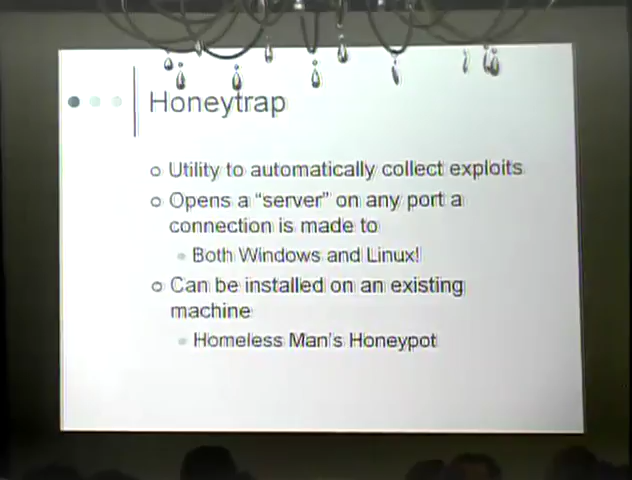 Honeytrap
Utility to automatically collect exploits
Opens a “server” on any port a
connection is made to
Both Windows and Linux!
Can be installed on an existing
machine
Homeless Man's Honeypot